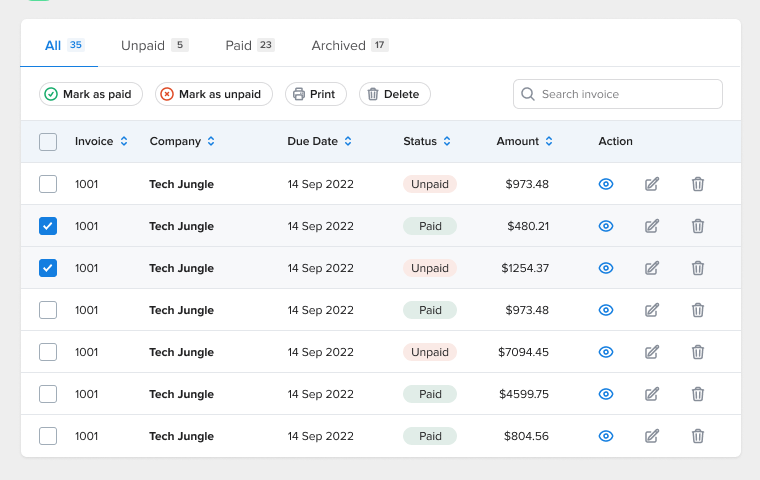 All 35 Unpaid 5 Paid 23 Archived 17
Mark as paid Mark as unpaid Print Delete Search invoice
Invoice Company Due Date Status Amount Action
1001 Tech Jungle 14 Sep 2022 Unpaid $973.48
1001 Tech Jungle 14 Sep 2022 Paid $480.21
1001 Tech Jungle 14 Sep 2022 Unpaid $1254.37
1001 Tech Jungle 14 Sep 2022 Paid $973.48
1001 Tech Jungle 14 Sep 2022 Unpaid $7094.45
1001 Tech Jungle 14 Sep 2022 Paid $4599.75
1001 Tech Jungle 14 Sep 2022 Paid $804.56